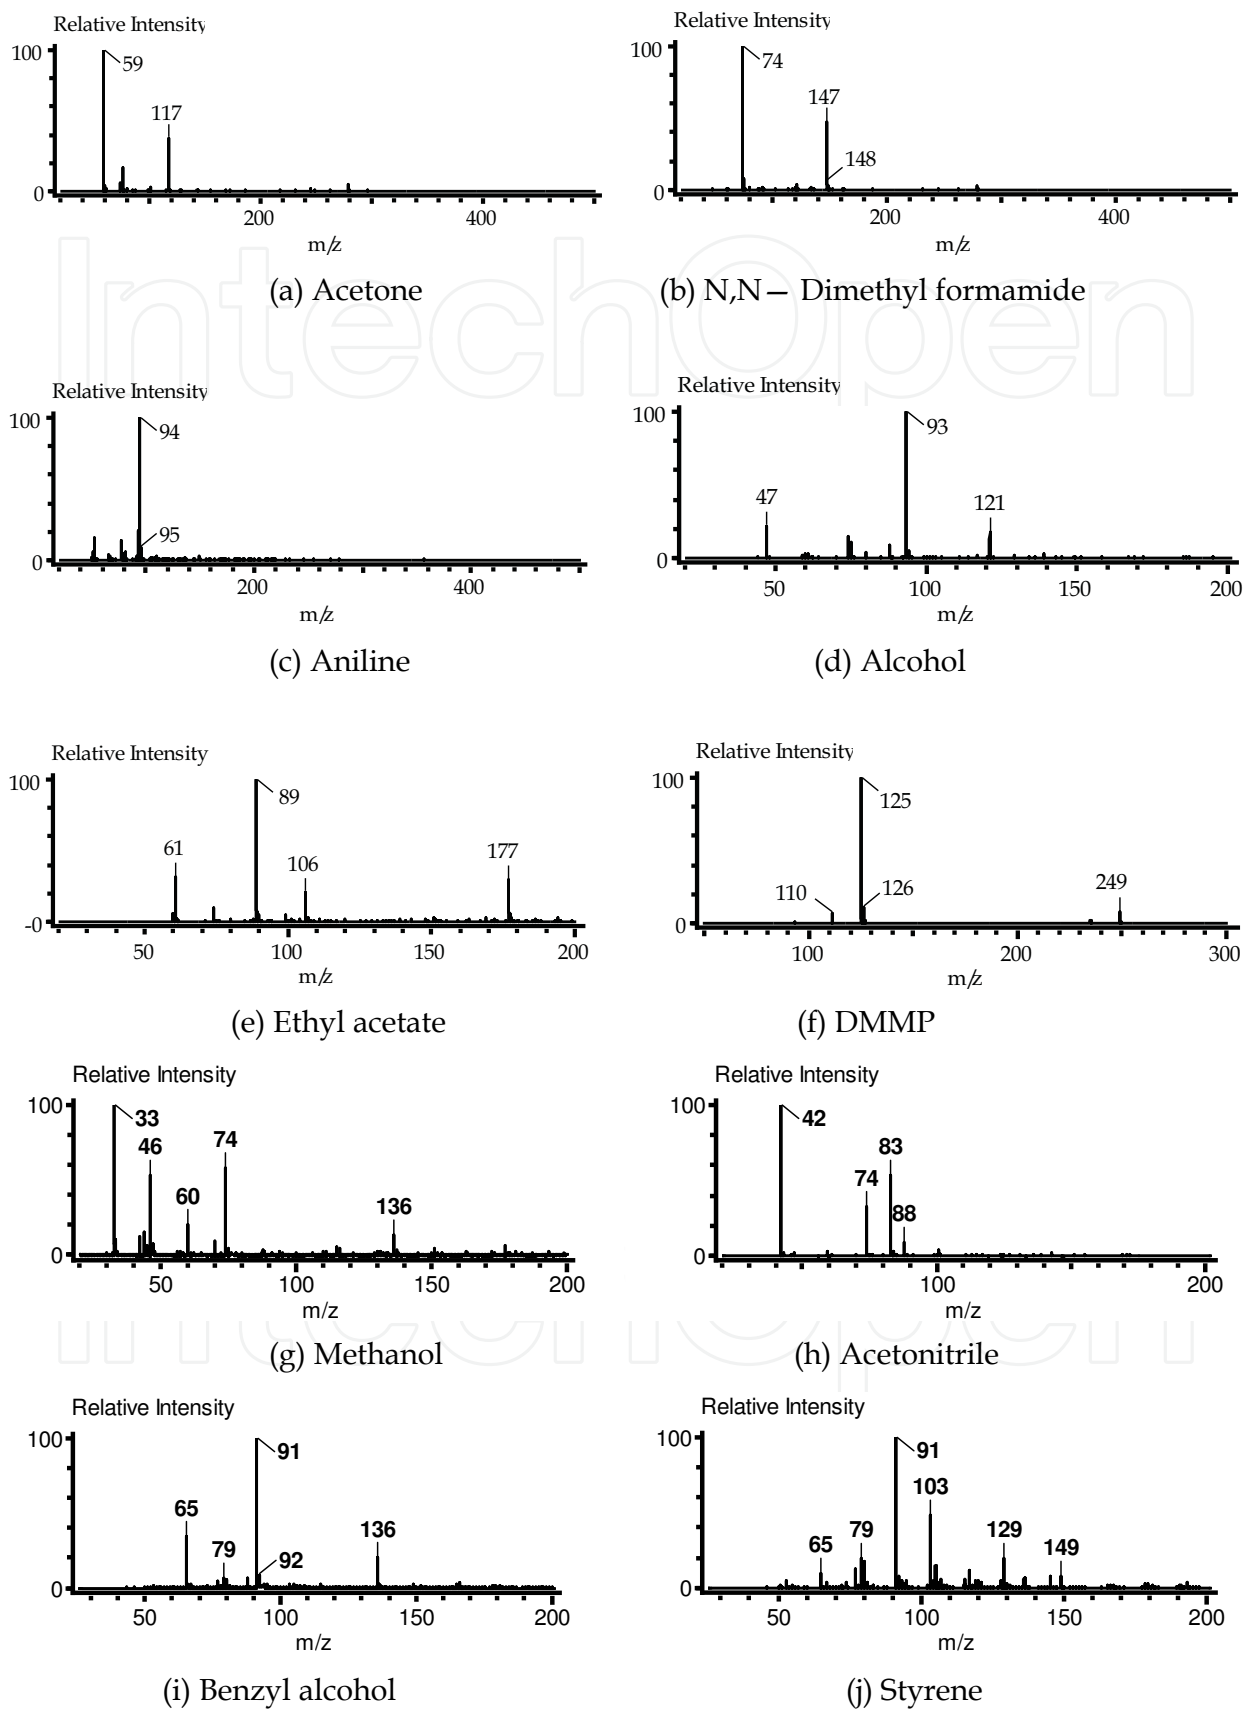 Relative Intensity
100
59
117
0
200
400
m/z
(a) Acetone
Relative Intensity
100
74
147
148
0
200
400
m/z
(b) N,N— Dimethyl formamide
IntechOpen
Relative Intensity
100
94
95
0
200
400
m/z
(c) Aniline
Relative Intensity
100
93
47
121
0
50
100
150
200
m/z
(d) Alcohol
Relative Intensity
100
89
61
106
177
-0
50
100
150
200
m/z
(e) Ethyl acetate
Relative Intensity
100
125
110
126
249
0
100
200
300
m/z
(f) DMMP
Relative Intensity
100
33
46
74
60
136
0
50
100
150
200
m/z
(g) Methanol
Relative Intensity
100
42
83
74
88
0
100
200
m/z
(h) Acetonitrile
IntechOpen
Relative Intensity
100
91
65
79
92
136
0
50
100
150
200
m/z
(i) Benzyl alcohol
Relative Intensity
100
91
103
65
79
129
149
0
50
100
150
200
m/z
(j) Styrene